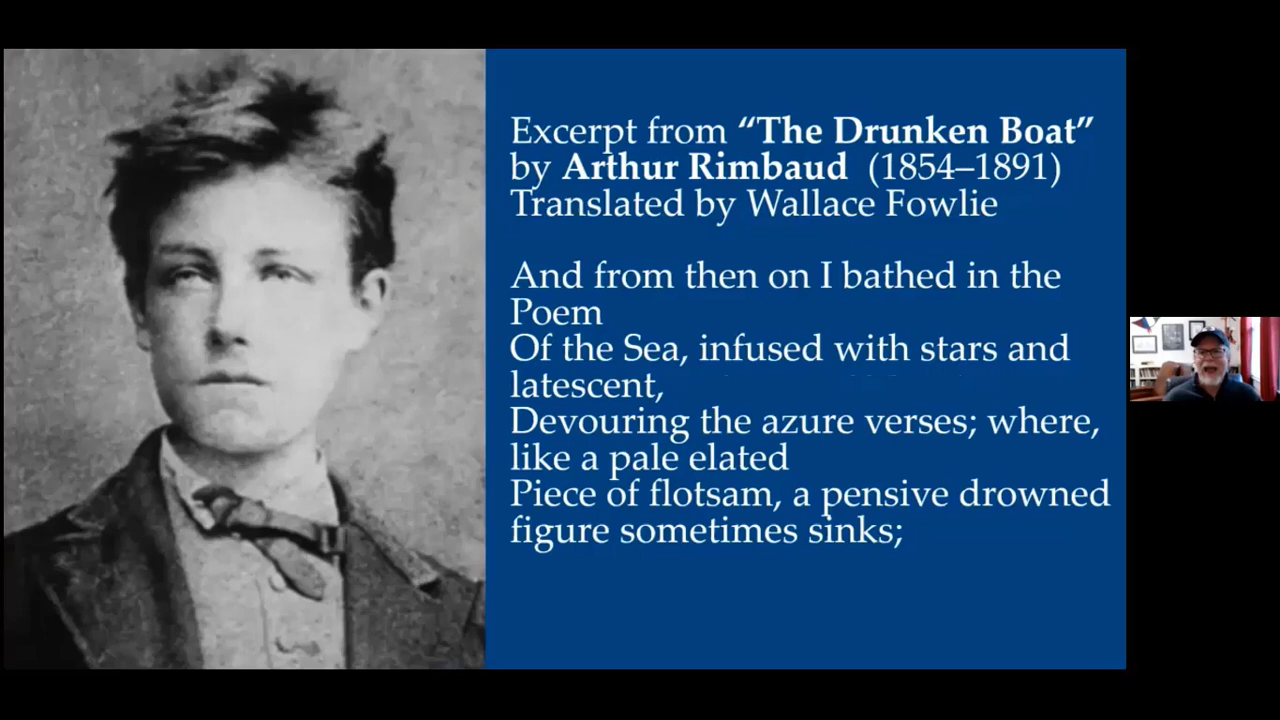 Excerpt from “The Drunken Boat”
by Arthur Rimbaud (1854–1891)
Translated by Wallace Fowlie
And from then on I bathed in the
Poem
Of the Sea, infused with stars and
latescent,
Devouring the azure verses; where,
like a pale elated
Piece of flotsam, a pensive drowned
figure sometimes sinks;